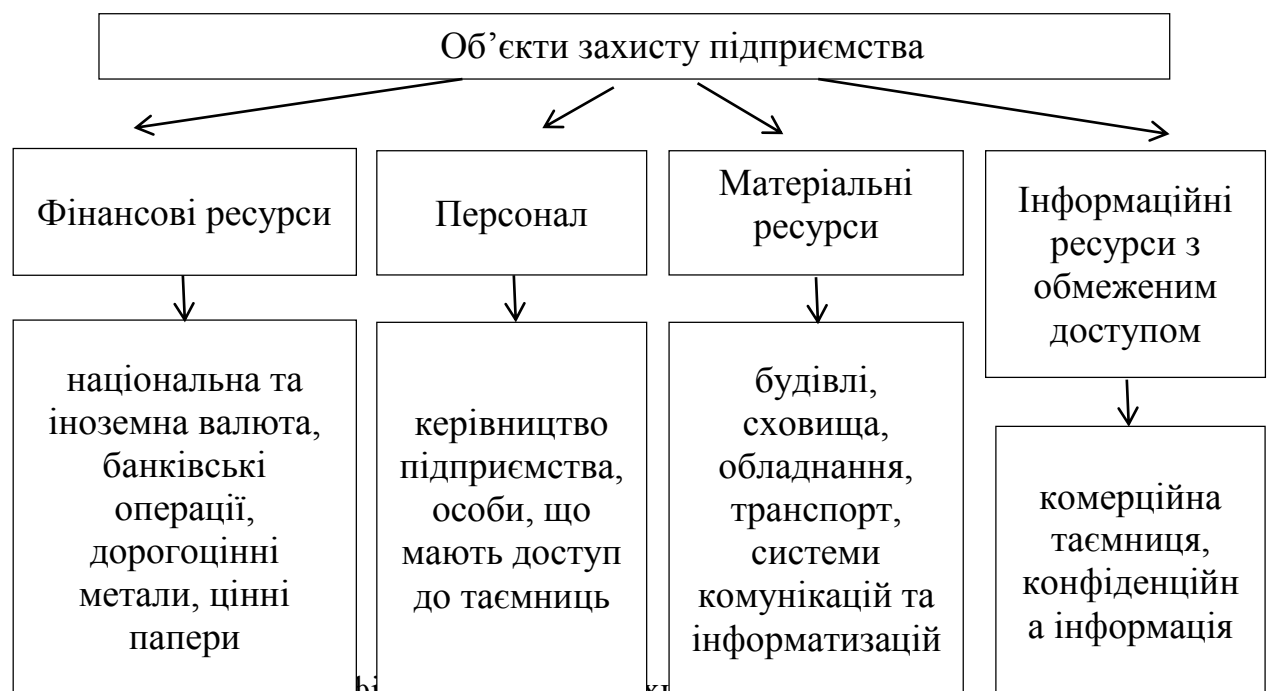 Об’єкти захисту підприємства
Фінансові ресурси
Персонал
Матеріальні
ресурси
Інформаційні
ресурси з
обмеженим
доступом
національна та
іноземна валюта,
банківські
операції,
дорогоцінні
метали, цінні
папери
керівництво
підприємства,
особи, що
мають доступ
до таємниць
будівлі,
сховища,
обладнання,
транспорт,
системи
комунікацій та
інформатизацій
комерційна
таємниця,
конфіденційн
а інформація